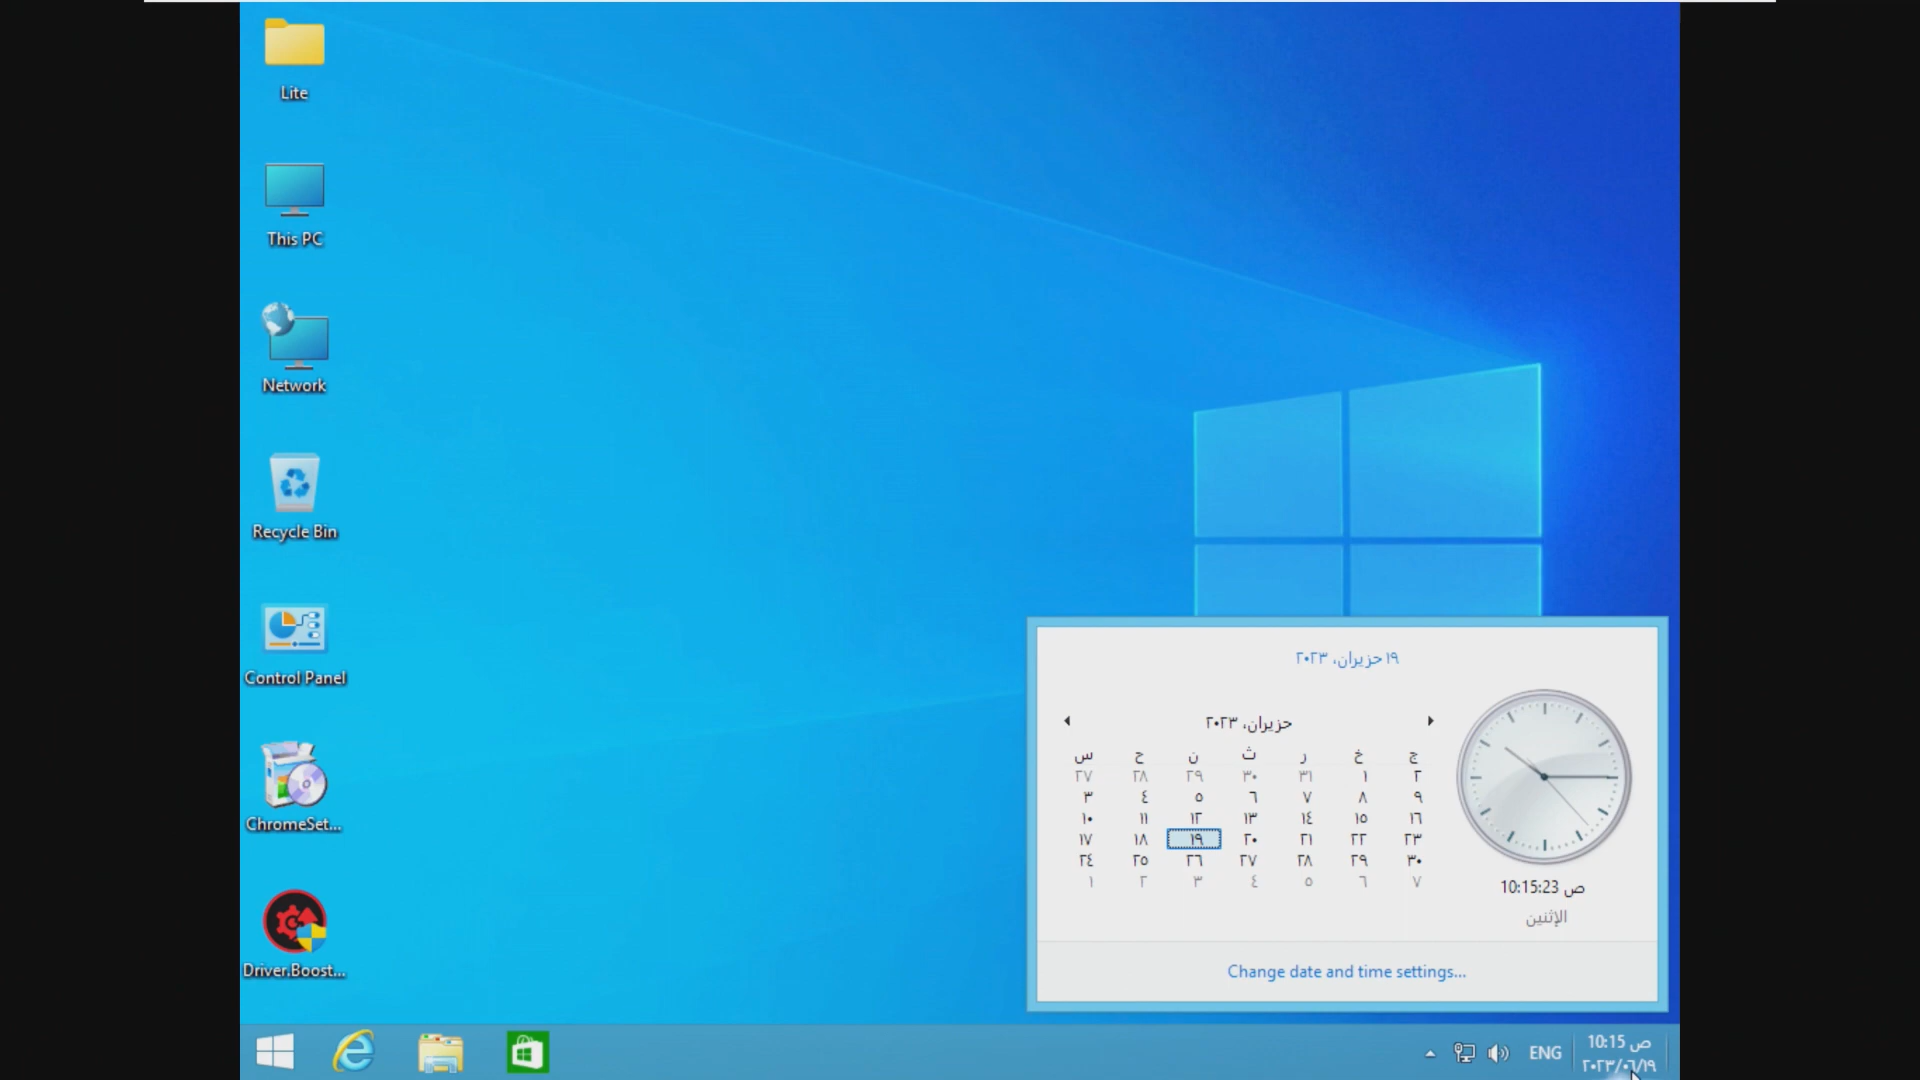 Lite
This PC
Network
Recycle Bin
Control Panel
ChromeSet...
Driver.Boost...
١٩ حزيران، ٢٠٢٣
حزيران، ٢٠٢٣
س ح ن ث ر خ ج
٢٧ ٢٨ ٢٩ ٣٠ ٣١ ١ ٢
٣ ٤ ٥ ٦ ٧ ٨ ٩
١٠ ١١ ١٢ ١٣ ١٤ ١٥ ١٦
١٧ ١٨ ١٩ ٢٠ ٢١ ٢٢ ٢٣
٢٤ ٢٥ ٢٦ ٢٧ ٢٨ ٢٩ ٣٠
١ ٢ ٣ ٤ ٥ ٦ ٧
10:15:23 ص
الإثنين
Change date and time settings...
ENG
10:15 ص
٢٠٢٣/٠٦/١٩